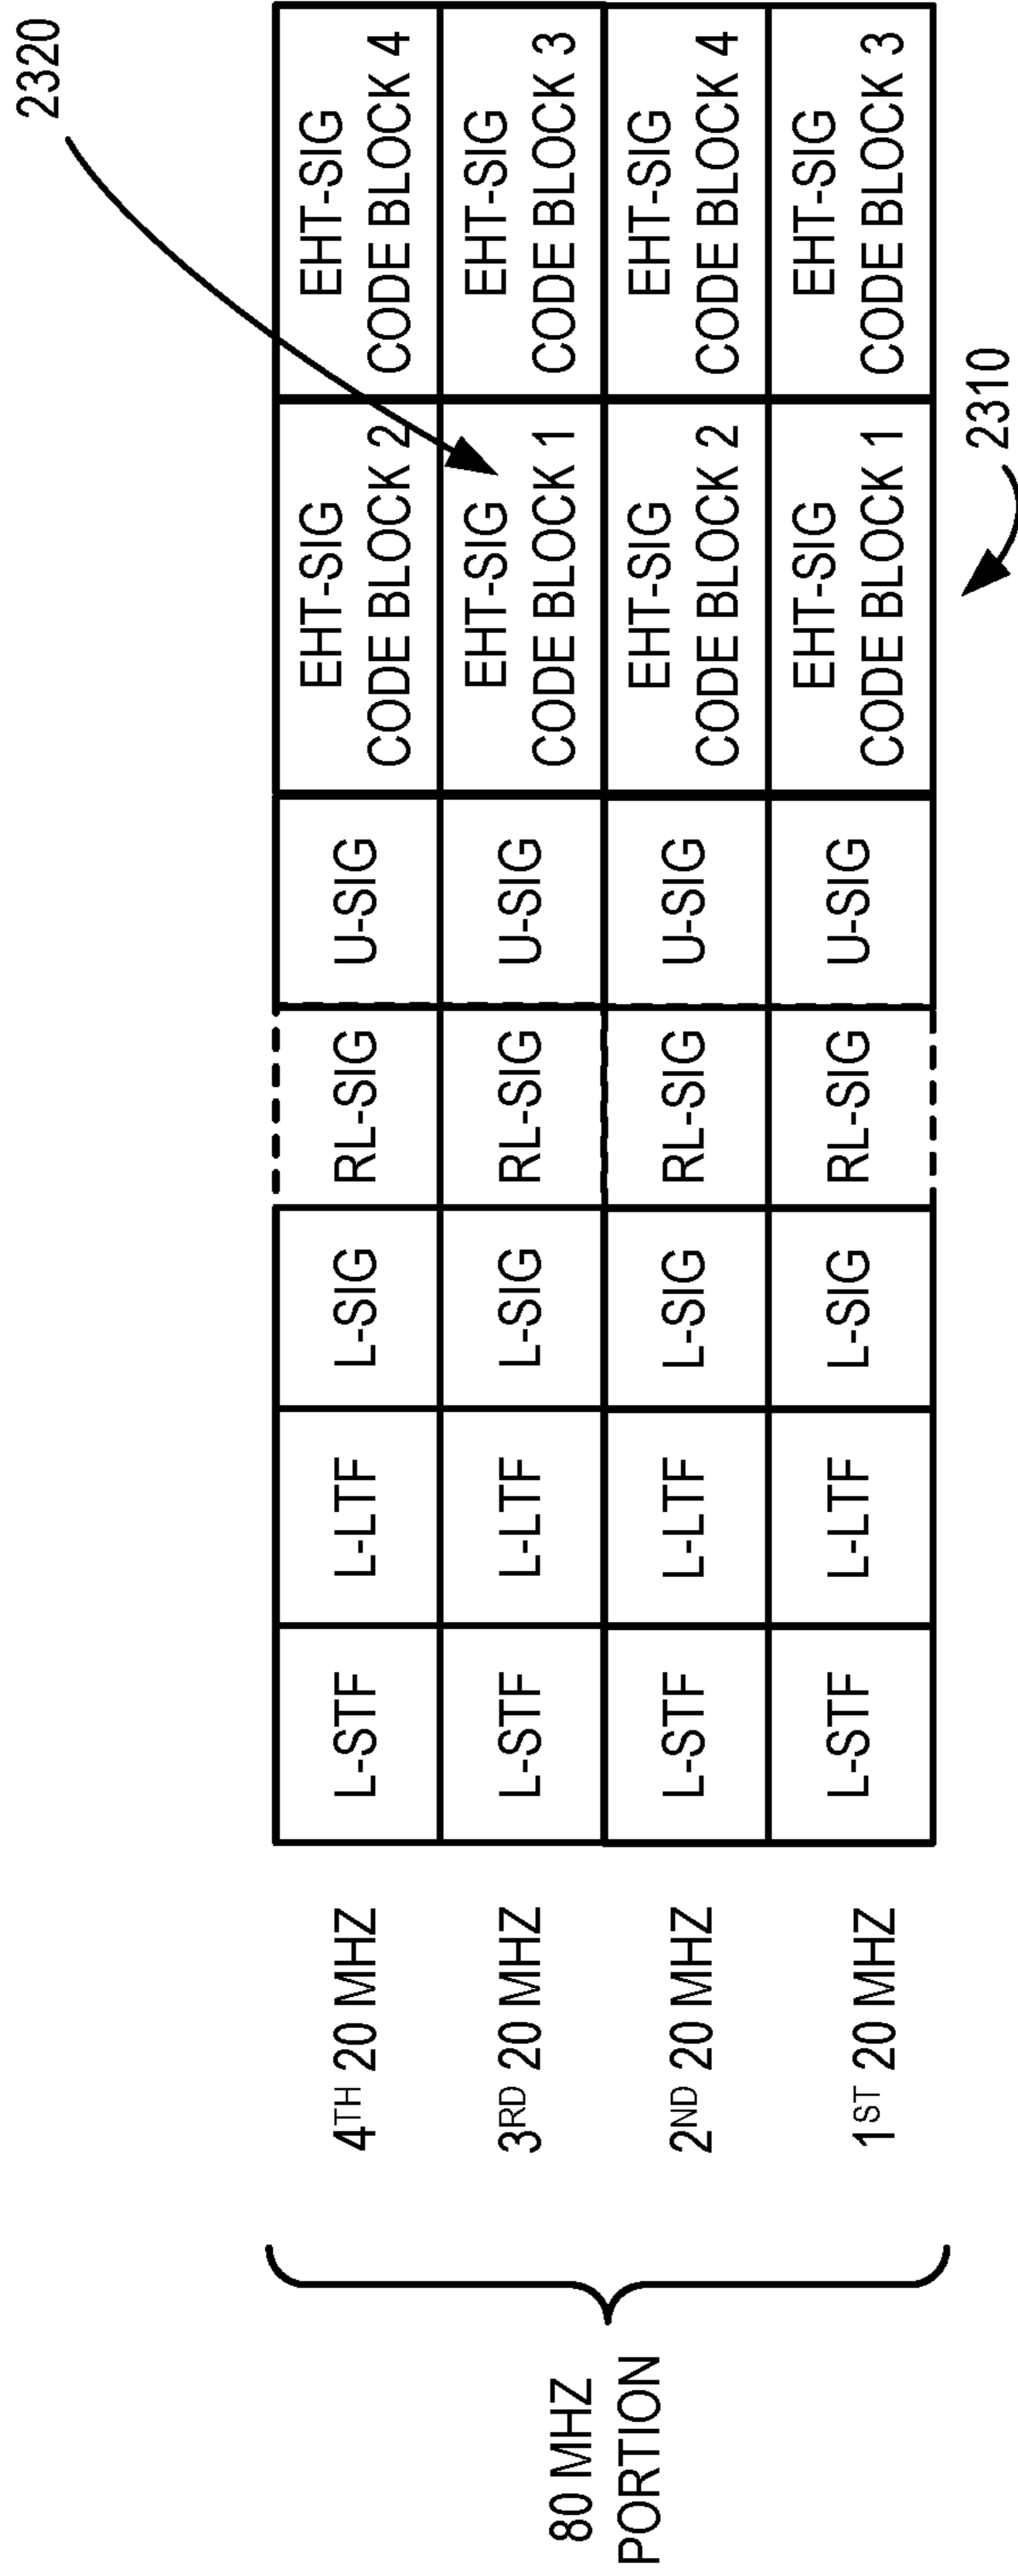 2320
4TH 20 MHZ
L-STF
L-LTF
L-SIG
RL-SIG
U-SIG
EHT-SIG
CODE BLOCK 2
EHT-SIG
CODE BLOCK 4
3RD 20 MHZ
L-STF
L-LTF
L-SIG
RL-SIG
U-SIG
EHT-SIG
CODE BLOCK 1
EHT-SIG
CODE BLOCK 3
80 MHZ
PORTION
2ND 20 MHZ
L-STF
L-LTF
L-SIG
RL-SIG
U-SIG
EHT-SIG
CODE BLOCK 2
EHT-SIG
CODE BLOCK 4
1ST 20 MHZ
L-STF
L-LTF
L-SIG
RL-SIG
U-SIG
EHT-SIG
CODE BLOCK 1
EHT-SIG
CODE BLOCK 3
2310